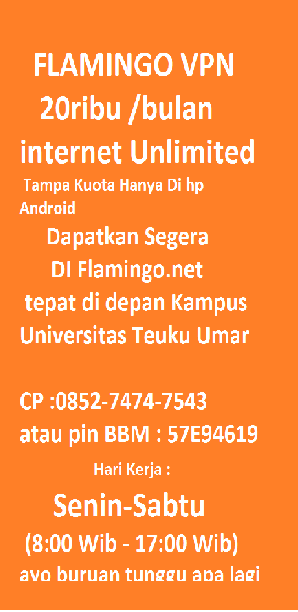 FLAMINGO VPN
20ribu /bulan
internet Unlimited
Tampa Kuota Hanya Di hp
Android
Dapatkan Segera
DI Flamingo.net
tepat di depan Kampus
Universitas Teuku Umar
CP :0852-7474-7543
atau pin BBM : 57E94619
Hari Kerja :
Senin-Sabtu
(8:00 Wib - 17:00 Wib)
ayo buruan tunggu apa lagi